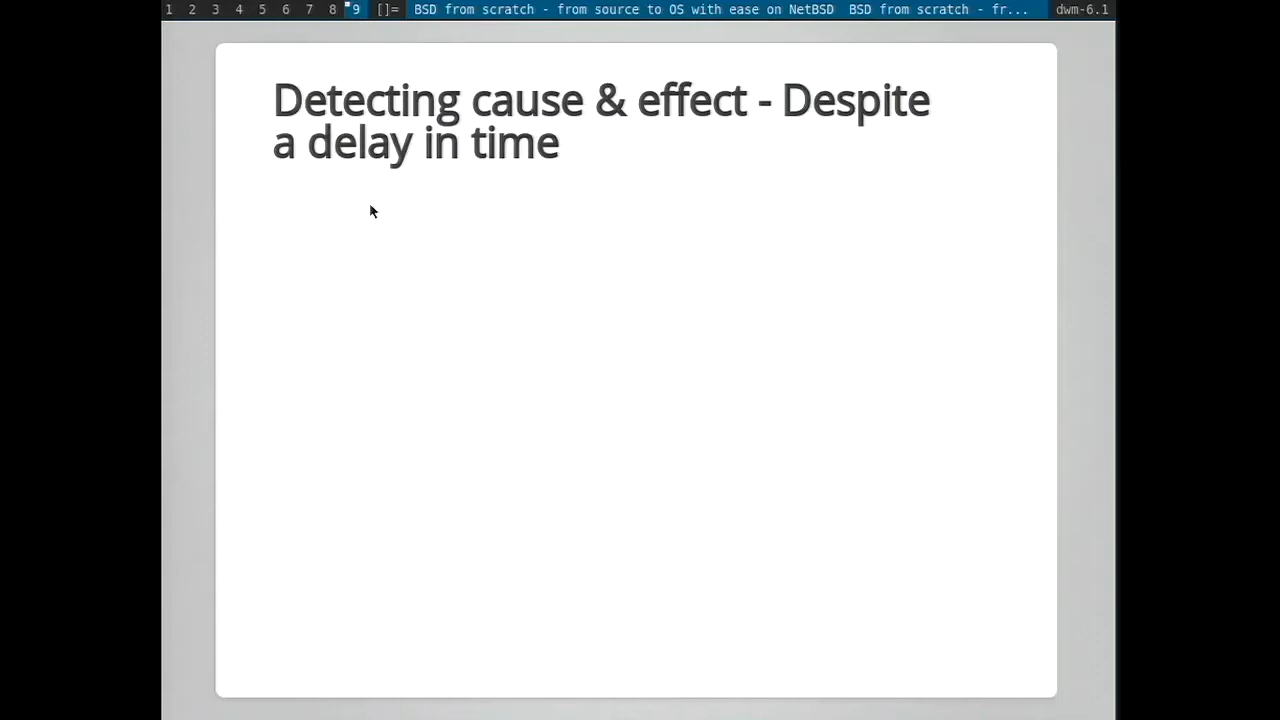 1 2 3 4 5 6 7 8 9 []= BSD from scratch - from source to OS with ease on NetBSD BSD from scratch - fr... dwm-6.1
Detecting cause & effect - Despite
a delay in time